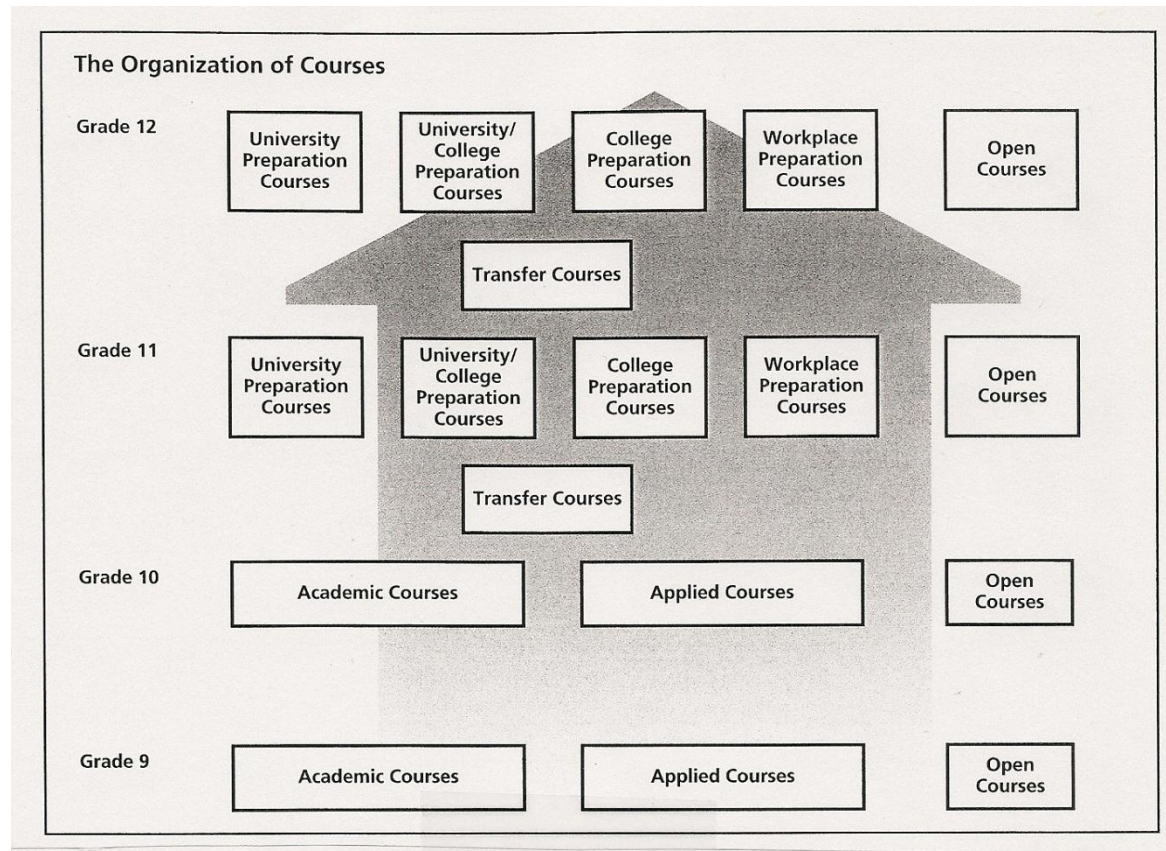 The Organization of Courses
Grade 12
University
Preparation
Courses
University/
College
Preparation
Courses
College
Preparation
Courses
Workplace
Preparation
Courses
Open
Courses
Transfer Courses
Grade 11
University
Preparation
Courses
University/
College
Preparation
Courses
College
Preparation
Courses
Workplace
Preparation
Courses
Open
Courses
Transfer Courses
Grade 10
Academic Courses
Applied Courses
Open
Courses
Grade 9
Academic Courses
Applied Courses
Open
Courses